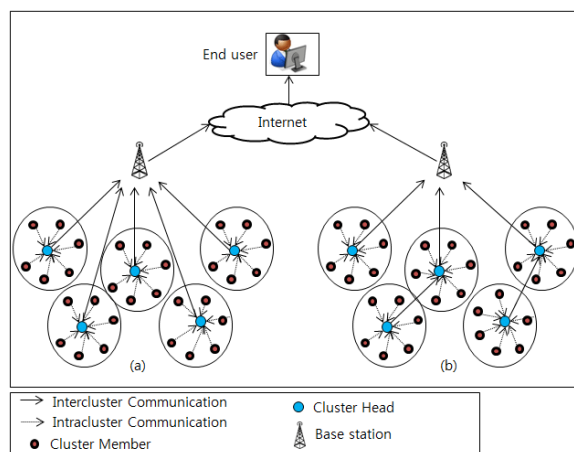 End user
Internet
(a)
(b)
Intercluster Communication
Cluster Head
Intracluster Communication
Base station
Cluster Member